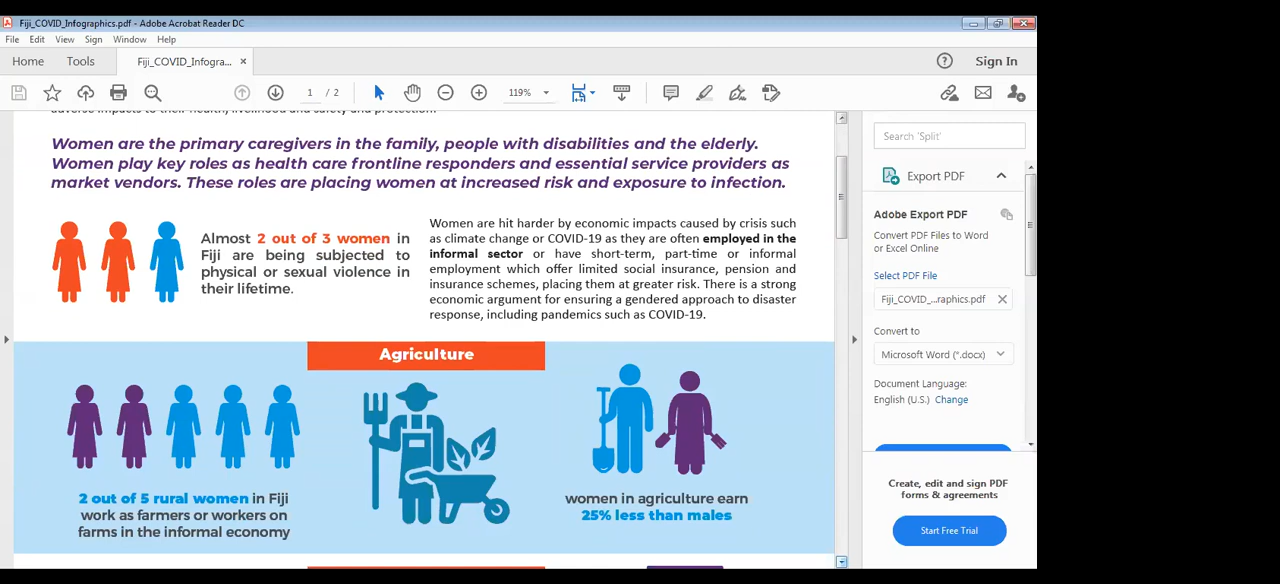 Fiji_COVID_Infographics.pdf - Adobe Acrobat Reader DC
File Edit View Sign Window Help
Home Tools Fiji_COVID_Infogra... × Sign In
1 / 2 119%
adverse impacts to their health, livelihood and safety and protection.
Women are the primary caregivers in the family, people with disabilities and the elderly.
Women play key roles as health care frontline responders and essential service providers as
market vendors. These roles are placing women at increased risk and exposure to infection.
Almost 2 out of 3 women in
Fiji are being subjected to
physical or sexual violence in
their lifetime.
Women are hit harder by economic impacts caused by crisis such
as climate change or COVID-19 as they are often employed in the
informal sector or have short-term, part-time or informal
employment which offer limited social insurance, pension and
insurance schemes, placing them at greater risk. There is a strong
economic argument for ensuring a gendered approach to disaster
response, including pandemics such as COVID-19.
Agriculture
2 out of 5 rural women in Fiji
work as farmers or workers on
farms in the informal economy
women in agriculture earn
25% less than males
Search 'Split'
Export PDF
Adobe Export PDF
Convert PDF Files to Word
or Excel Online
Select PDF File
Fiji_COVID_...raphics.pdf
Convert to
Microsoft Word (*.docx)
Document Language:
English (U.S.) Change
Create, edit and sign PDF
forms & agreements
Start Free Trial